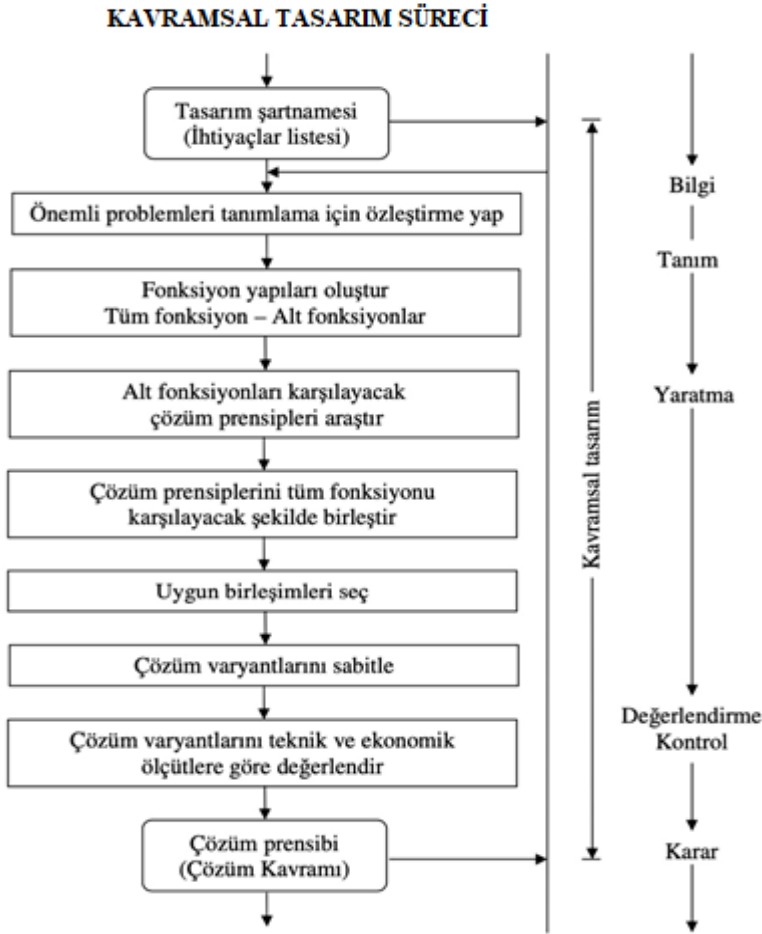 KAVRAMSAL TASARIM SÜRECİ
Tasarım şartnamesi
(İhtiyaçlar listesi)
Önemli problemleri tanımlama için özleştirme yap
Fonksiyon yapıları oluştur
Tüm fonksiyon – Alt fonksiyonlar
Alt fonksiyonları karşılayacak
çözüm prensipleri araştır
Çözüm prensiplerini tüm fonksiyonu
karşılayacak şekilde birleştir
Uygun birleşimleri seç
Çözüm varyantlarını sabitle
Çözüm varyantlarını teknik ve ekonomik
ölçütlere göre değerlendir
Çözüm prensibi
(Çözüm Kavramı)
Kavramsal tasarım
Bilgi
Tanım
Yaratma
Değerlendirme
Kontrol
Karar